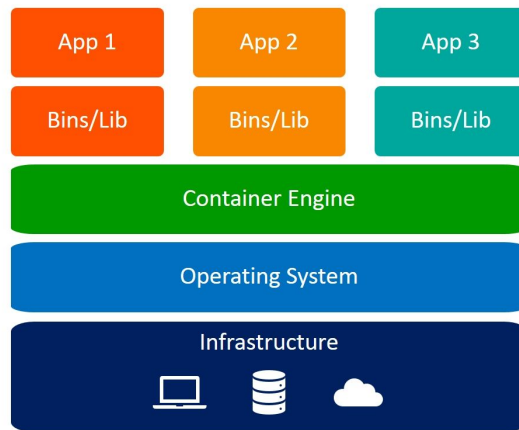 App 1
App 2
App 3
Bins/Lib
Bins/Lib
Bins/Lib
Container Engine
Operating System
Infrastructure